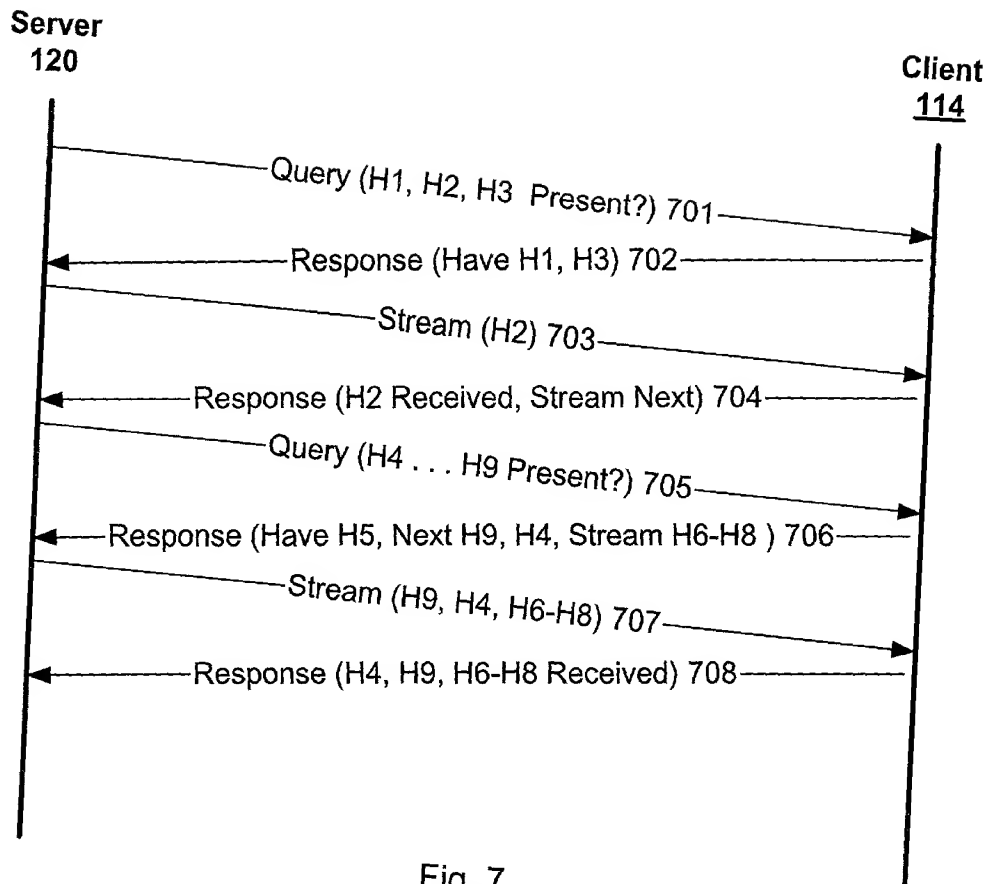 Server
120
Client
114
Query (H1, H2, H3 Present?) 701
Response (Have H1, H3) 702
Stream (H2) 703
Response (H2 Received, Stream Next) 704
Query (H4 . . . H9 Present?) 705
Response (Have H5, Next H9, H4, Stream H6-H8 ) 706
Stream (H9, H4, H6-H8) 707
Response (H4, H9, H6-H8 Received) 708
Fig. 7